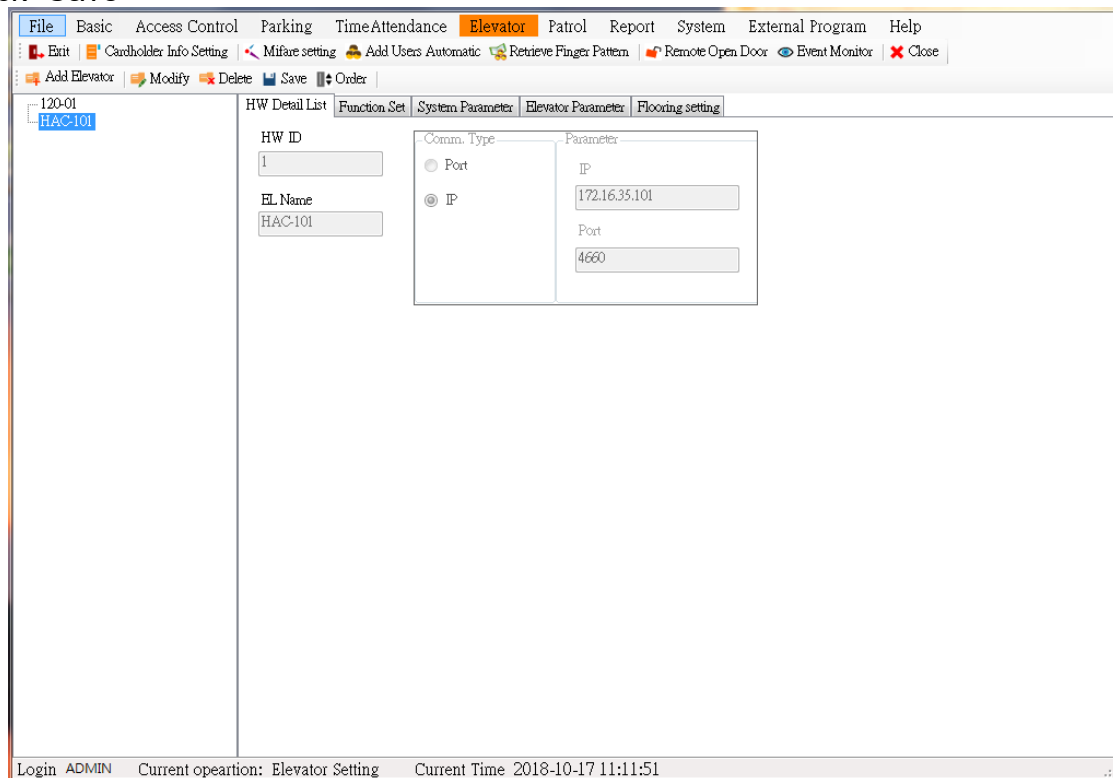 File Basic Access Control Parking TimeAttendance Elevator Patrol Report System External Program Help
Exit Cardholder Info Setting Mifare setting Add Users Automatic Retrieve Finger Pattern Remote Open Door Event Monitor Close
Add Elevator Modify Delete Save Order
120-01
HAC-101
HW Detail List Function Set System Parameter Elevator Parameter Flooring setting
HW ID
1
EL Name
HAC-101
Comm. Type
Port
IP
Parameter
IP
172.16.35.101
Port
4660
Login ADMIN Current opeartion: Elevator Setting Current Time 2018-10-17 11:11:51